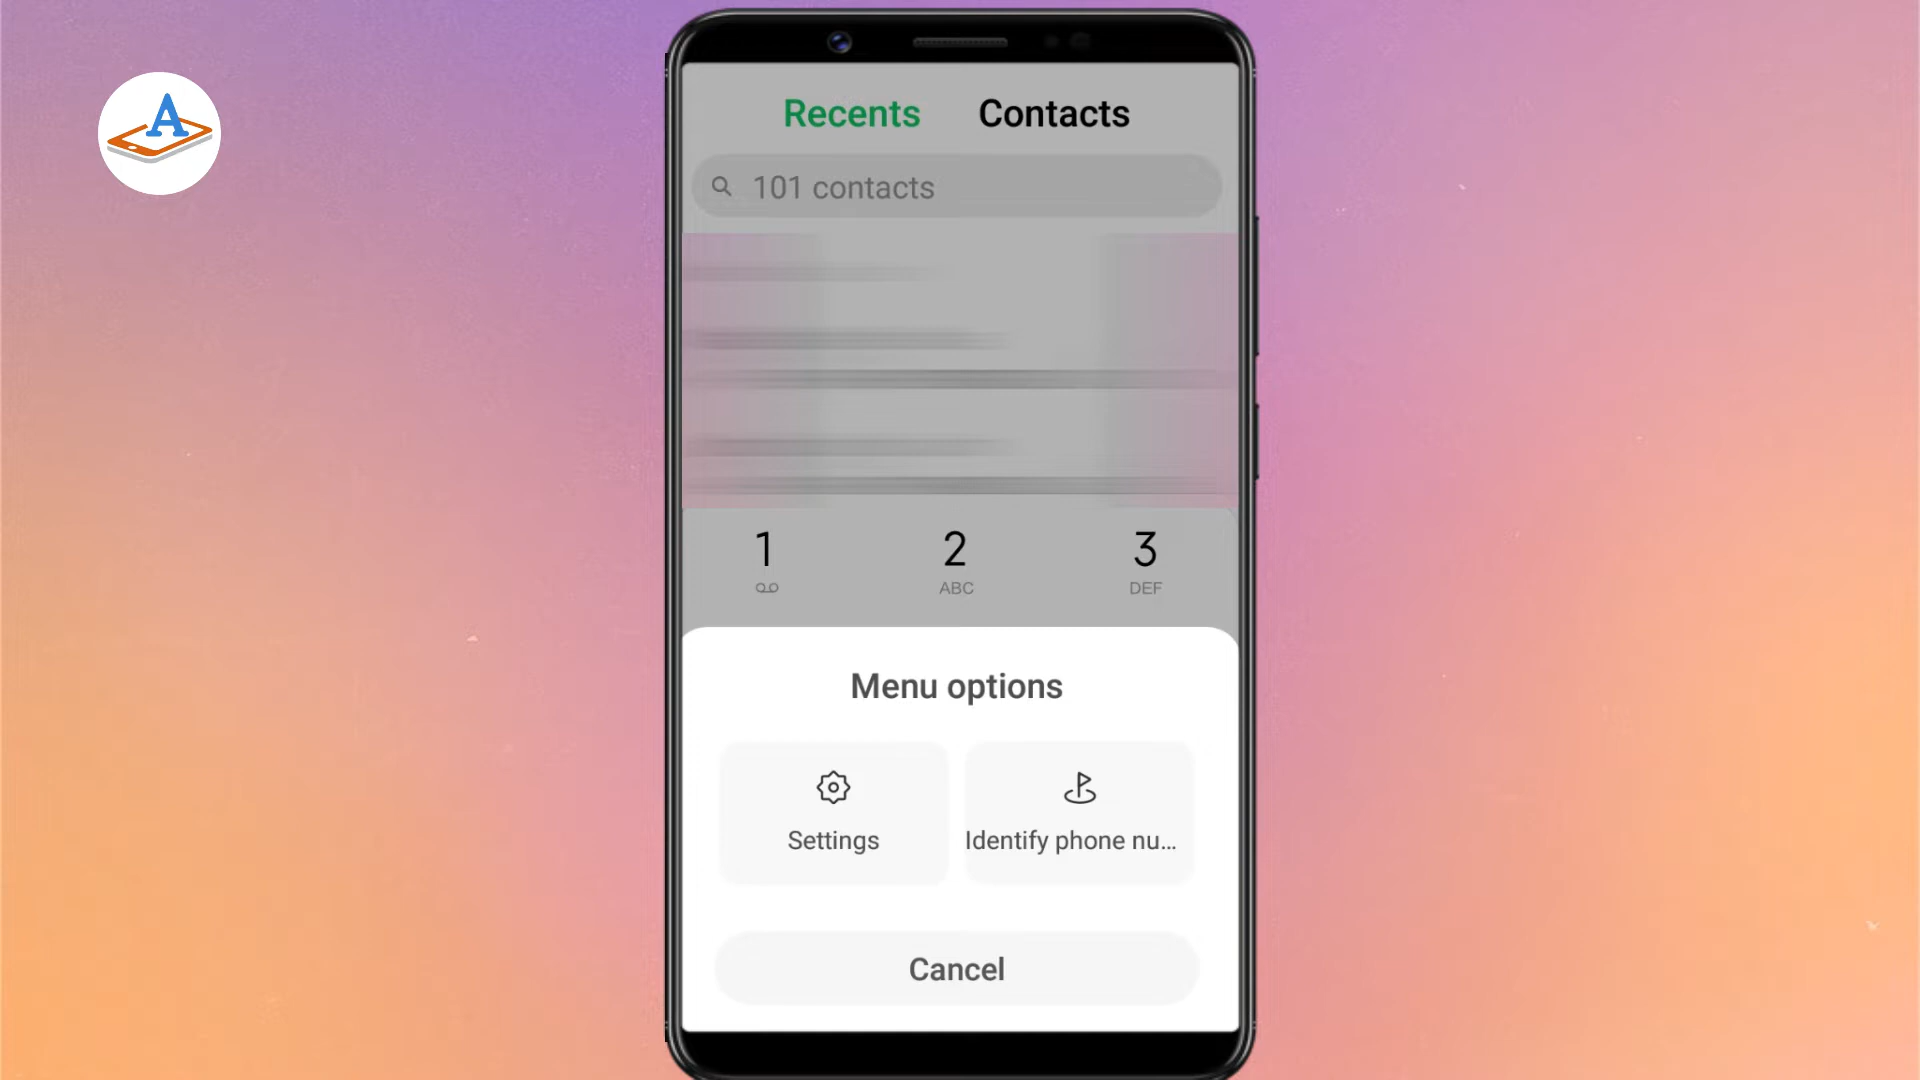 A
Recents Contacts
101 contacts
1 2 3
ABC DEF
Menu options
Settings Identify phone nu...
Cancel